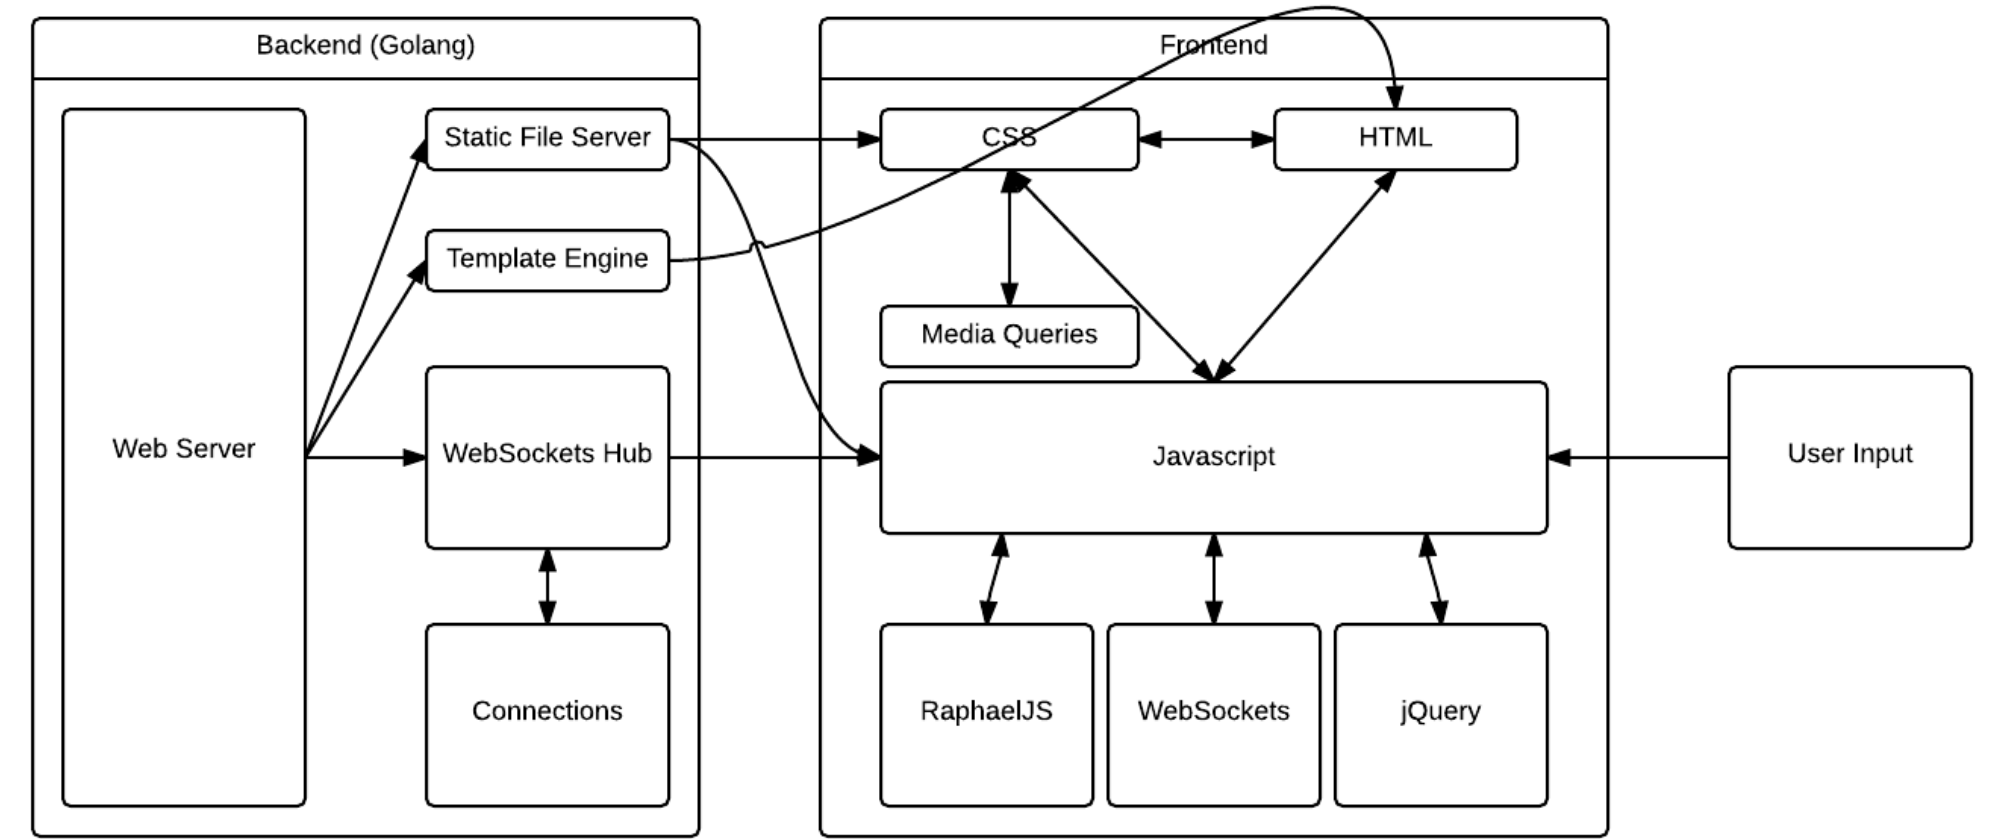 Backend (Golang)
Web Server
Static File Server
Template Engine
WebSockets Hub
Connections
Frontend
CSS
HTML
Media Queries
Javascript
RaphaelJS
WebSockets
jQuery
User Input